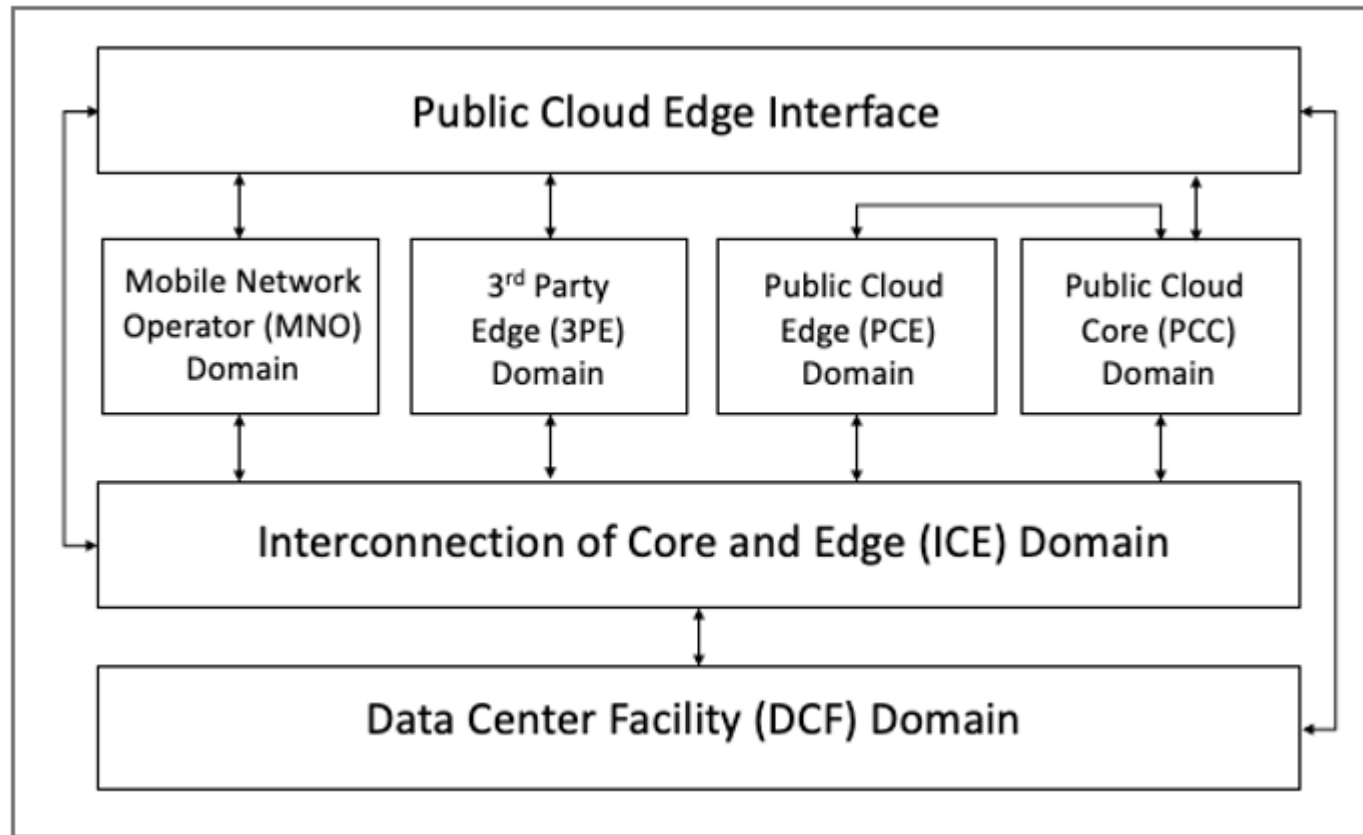 Public Cloud Edge Interface
Mobile Network
Operator (MNO)
Domain
3rd Party
Edge (3PE)
Domain
Public Cloud
Edge (PCE)
Domain
Public Cloud
Core (PCC)
Domain
Interconnection of Core and Edge (ICE) Domain
Data Center Facility (DCF) Domain